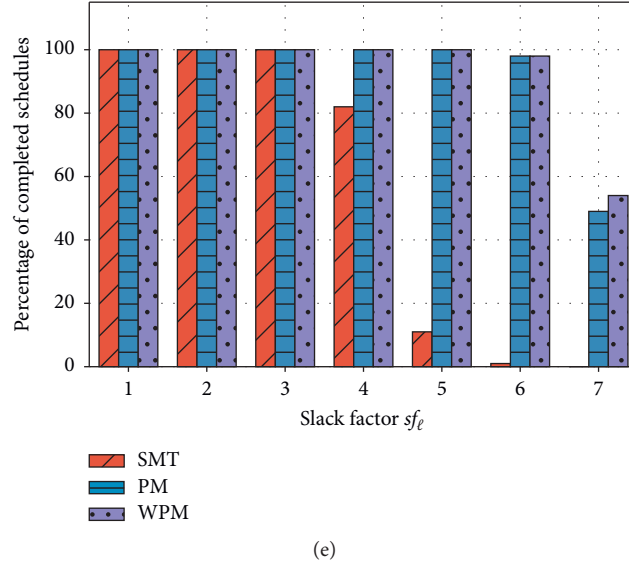 Percentage of completed schedules
100
80
60
40
20
0
1 2 3 4 5 6 7
Slack factor sfℓ
SMT
PM
WPM
(e)